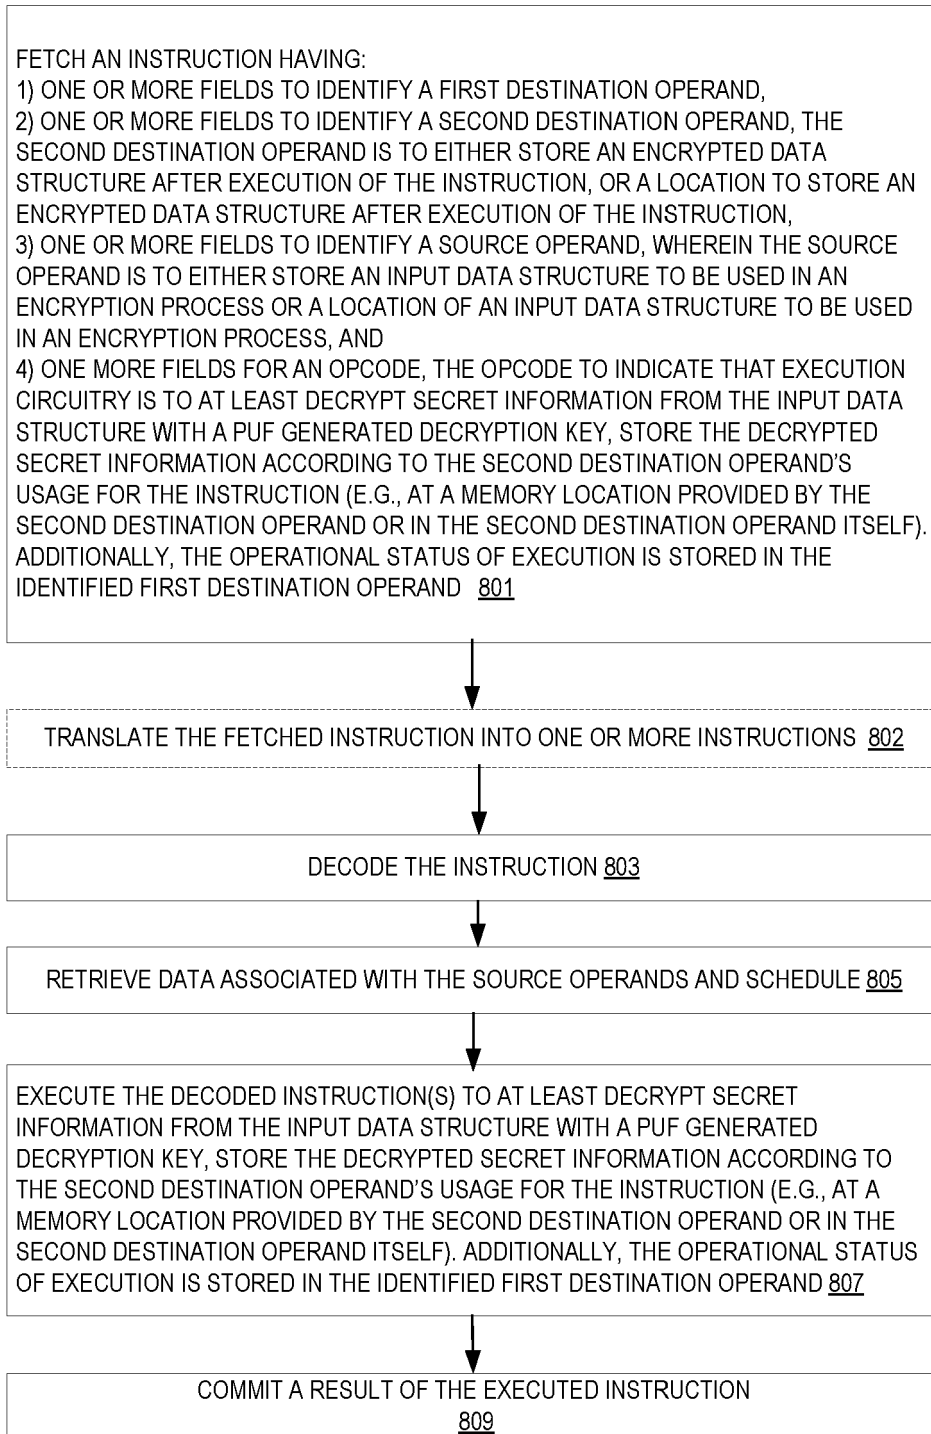 FETCH AN INSTRUCTION HAVING:
1) ONE OR MORE FIELDS TO IDENTIFY A FIRST DESTINATION OPERAND,
2) ONE OR MORE FIELDS TO IDENTIFY A SECOND DESTINATION OPERAND, THE
SECOND DESTINATION OPERAND IS TO EITHER STORE AN ENCRYPTED DATA
STRUCTURE AFTER EXECUTION OF THE INSTRUCTION, OR A LOCATION TO STORE AN
ENCRYPTED DATA STRUCTURE AFTER EXECUTION OF THE INSTRUCTION,
3) ONE OR MORE FIELDS TO IDENTIFY A SOURCE OPERAND, WHEREIN THE SOURCE
OPERAND IS TO EITHER STORE AN INPUT DATA STRUCTURE TO BE USED IN AN
ENCRYPTION PROCESS OR A LOCATION OF AN INPUT DATA STRUCTURE TO BE USED
IN AN ENCRYPTION PROCESS, AND
4) ONE MORE FIELDS FOR AN OPCODE, THE OPCODE TO INDICATE THAT EXECUTION
CIRCUITRY IS TO AT LEAST DECRYPT SECRET INFORMATION FROM THE INPUT DATA
STRUCTURE WITH A PUF GENERATED DECRYPTION KEY, STORE THE DECRYPTED
SECRET INFORMATION ACCORDING TO THE SECOND DESTINATION OPERAND'S
USAGE FOR THE INSTRUCTION (E.G., AT A MEMORY LOCATION PROVIDED BY THE
SECOND DESTINATION OPERAND OR IN THE SECOND DESTINATION OPERAND ITSELF).
ADDITIONALLY, THE OPERATIONAL STATUS OF EXECUTION IS STORED IN THE
IDENTIFIED FIRST DESTINATION OPERAND 801
TRANSLATE THE FETCHED INSTRUCTION INTO ONE OR MORE INSTRUCTIONS 802
DECODE THE INSTRUCTION 803
RETRIEVE DATA ASSOCIATED WITH THE SOURCE OPERANDS AND SCHEDULE 805
EXECUTE THE DECODED INSTRUCTION(S) TO AT LEAST DECRYPT SECRET
INFORMATION FROM THE INPUT DATA STRUCTURE WITH A PUF GENERATED
DECRYPTION KEY, STORE THE DECRYPTED SECRET INFORMATION ACCORDING TO
THE SECOND DESTINATION OPERAND'S USAGE FOR THE INSTRUCTION (E.G., AT A
MEMORY LOCATION PROVIDED BY THE SECOND DESTINATION OPERAND OR IN THE
SECOND DESTINATION OPERAND ITSELF). ADDITIONALLY, THE OPERATIONAL STATUS
OF EXECUTION IS STORED IN THE IDENTIFIED FIRST DESTINATION OPERAND 807
COMMIT A RESULT OF THE EXECUTED INSTRUCTION
809